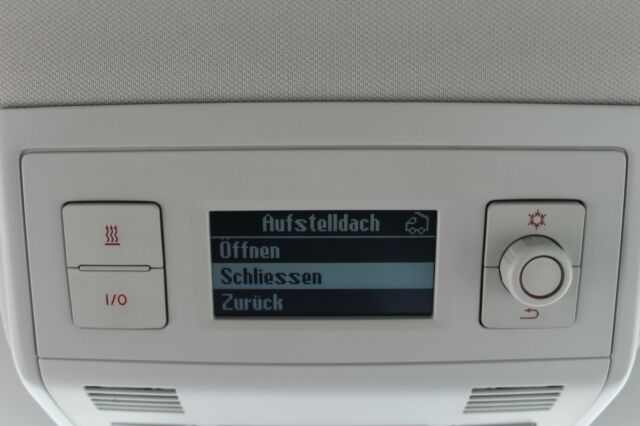 Aufstelldach
Öffnen
Schliessen
Zurück
I/O